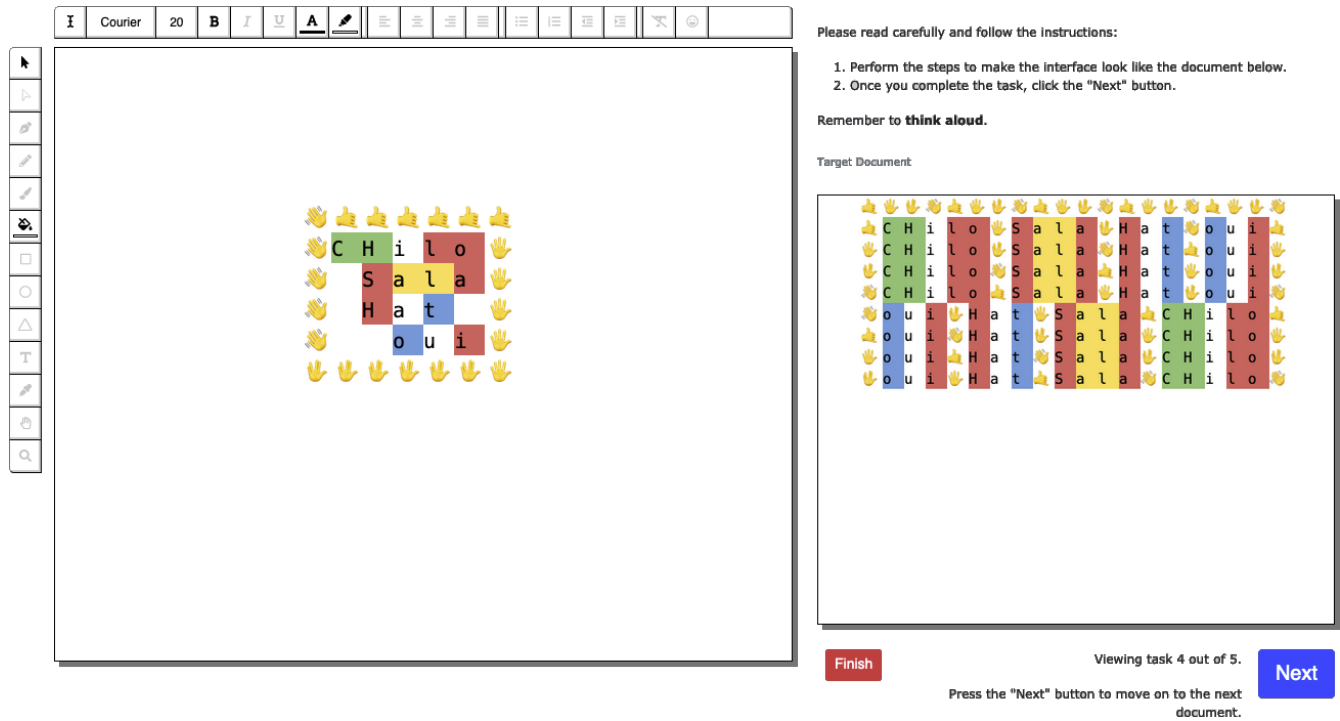 Courier 20 B I U A
T
C H i l o
S a l a
H a t
o u i
Please read carefully and follow the instructions:
1. Perform the steps to make the interface look like the document below.
2. Once you complete the task, click the "Next" button.
Remember to think aloud.
Target Document
C H i l o S a l a H a t o u i
C H i l o S a l a H a t o u i
C H i l o S a l a H a t o u i
C H i l o S a l a H a t o u i
o u i H a t S a l a C H i l o
o u i H a t S a l a C H i l o
o u i H a t S a l a C H i l o
o u i H a t S a l a C H i l o
Finish
Viewing task 4 out of 5.
Press the "Next" button to move on to the next
document.
Next